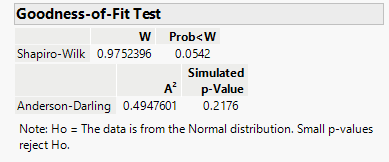 Goodness-of-Fit Test
W Prob<W
Shapiro-Wilk 0.9752396 0.0542
Simulated
A² p-Value
Anderson-Darling 0.4947601 0.2176
Note: Ho = The data is from the Normal distribution. Small p-values
reject Ho.